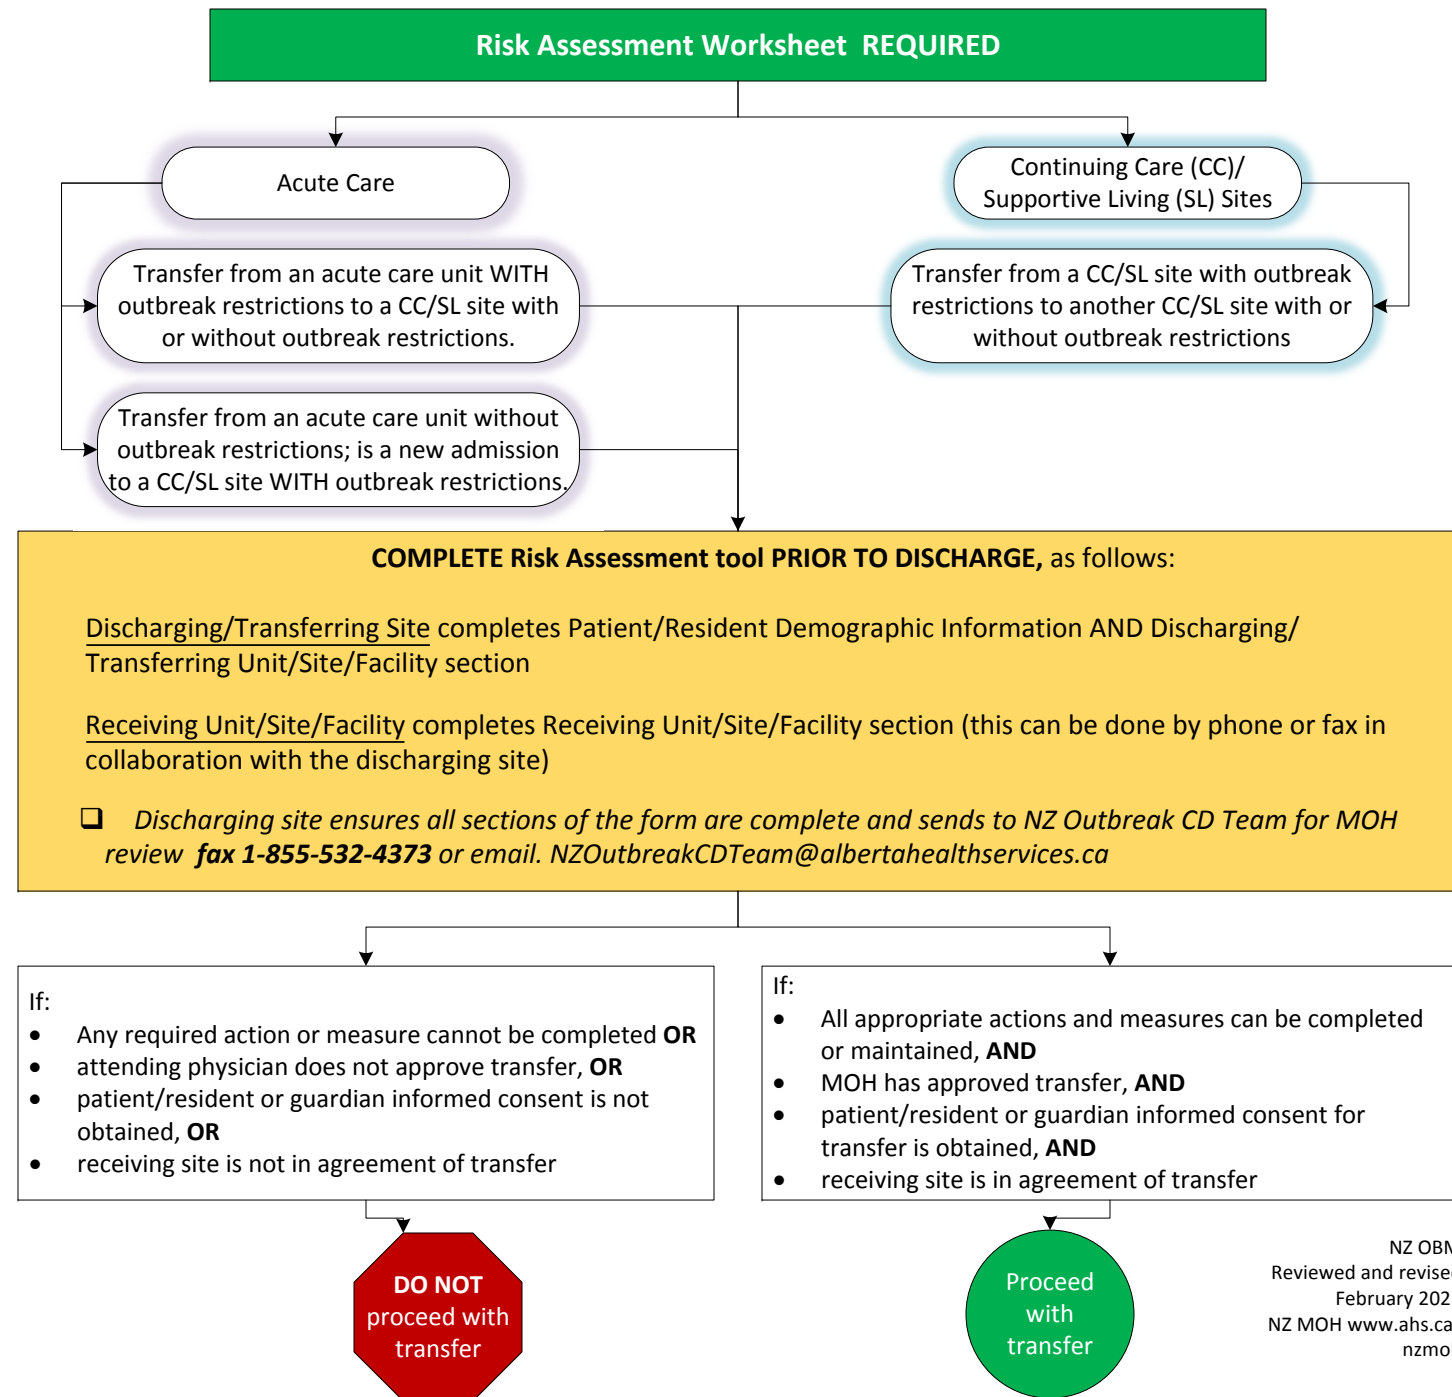 Risk Assessment Worksheet REQUIRED
Acute Care
Continuing Care (CC)/
Supportive Living (SL) Sites
Transfer from an acute care unit WITH
outbreak restrictions to a CC/SL site with
or without outbreak restrictions.
Transfer from a CC/SL site with outbreak
restrictions to another CC/SL site with or
without outbreak restrictions
Transfer from an acute care unit without
outbreak restrictions; is a new admission
to a CC/SL site WITH outbreak restrictions.
COMPLETE Risk Assessment tool PRIOR TO DISCHARGE, as follows:
Discharging/Transferring Site completes Patient/Resident Demographic Information AND Discharging/
Transferring Unit/Site/Facility section
Receiving Unit/Site/Facility completes Receiving Unit/Site/Facility section (this can be done by phone or fax in
collaboration with the discharging site)
❑ Discharging site ensures all sections of the form are complete and sends to NZ Outbreak CD Team for MOH
review fax 1-855-532-4373 or email. NZOutbreakCDTeam@albertahealthservices.ca
If:
• Any required action or measure cannot be completed OR
• attending physician does not approve transfer, OR
• patient/resident or guardian informed consent is not
obtained, OR
• receiving site is not in agreement of transfer
If:
• All appropriate actions and measures can be completed
or maintained, AND
• MOH has approved transfer, AND
• patient/resident or guardian informed consent for
transfer is obtained, AND
• receiving site is in agreement of transfer
DO NOT
proceed with
transfer
Proceed
with
transfer
NZ
Reviewed and
February
NZ MOH www.ahs.ca